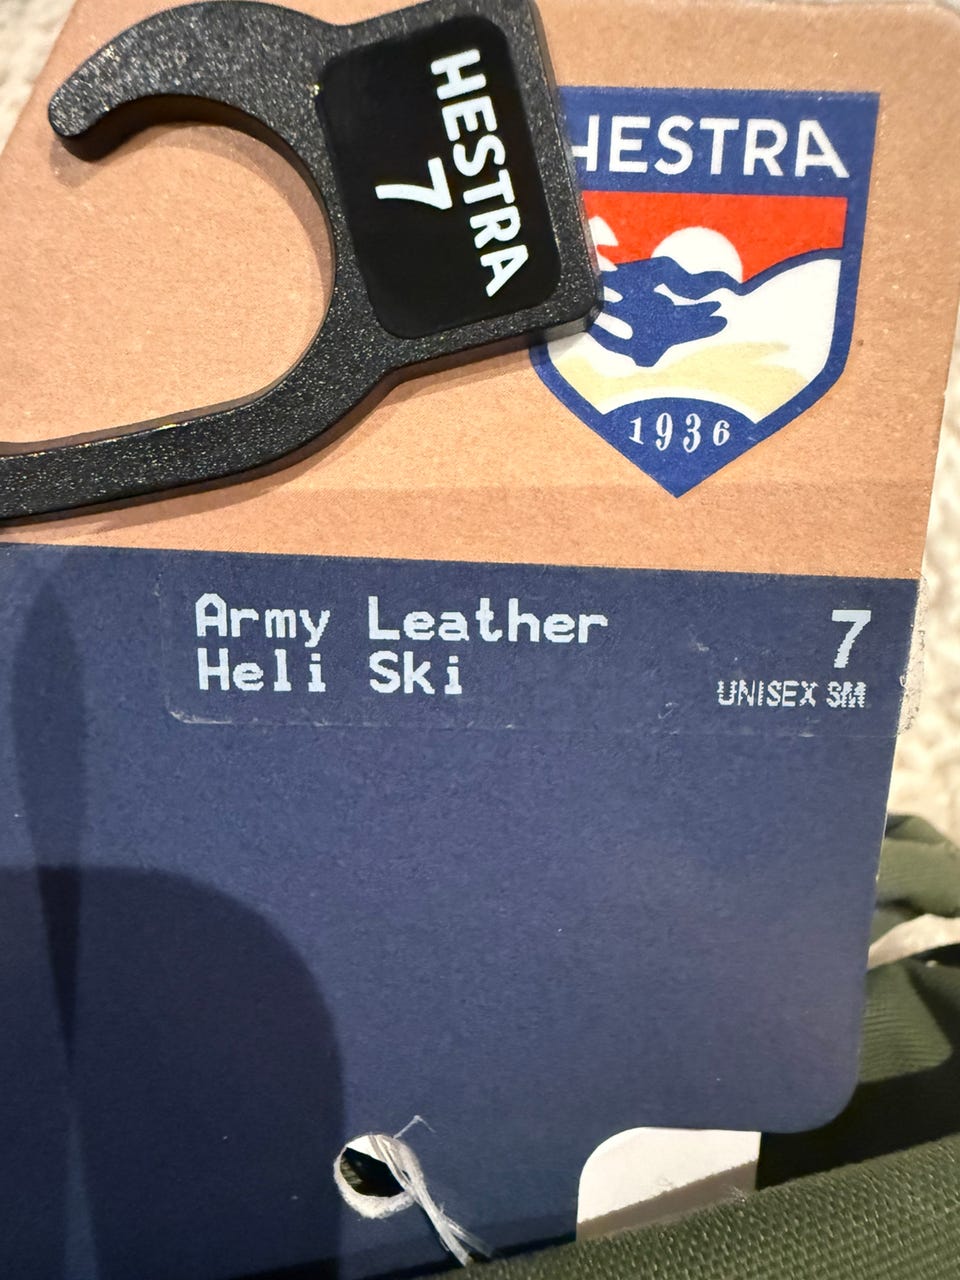 HESTRA
7
HESTRA
1936
Army Leather
Heli Ski
7
UNISEX SM